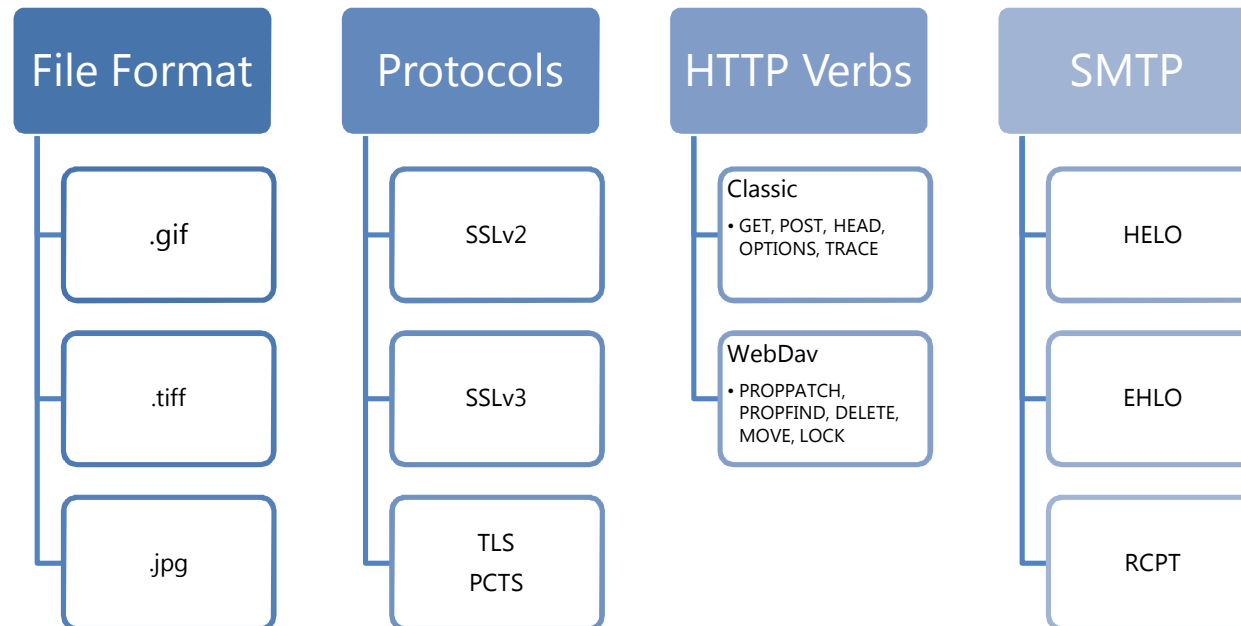 File Format
.gif
.tiff
.jpg
Protocols
SSLv2
SSLv3
TLS
PCTS
HTTP Verbs
Classic
• GET, POST, HEAD,
OPTIONS, TRACE
WebDav
• PROPPATCH,
PROPFIND, DELETE,
MOVE, LOCK
SMTP
HELO
EHLO
RCPT